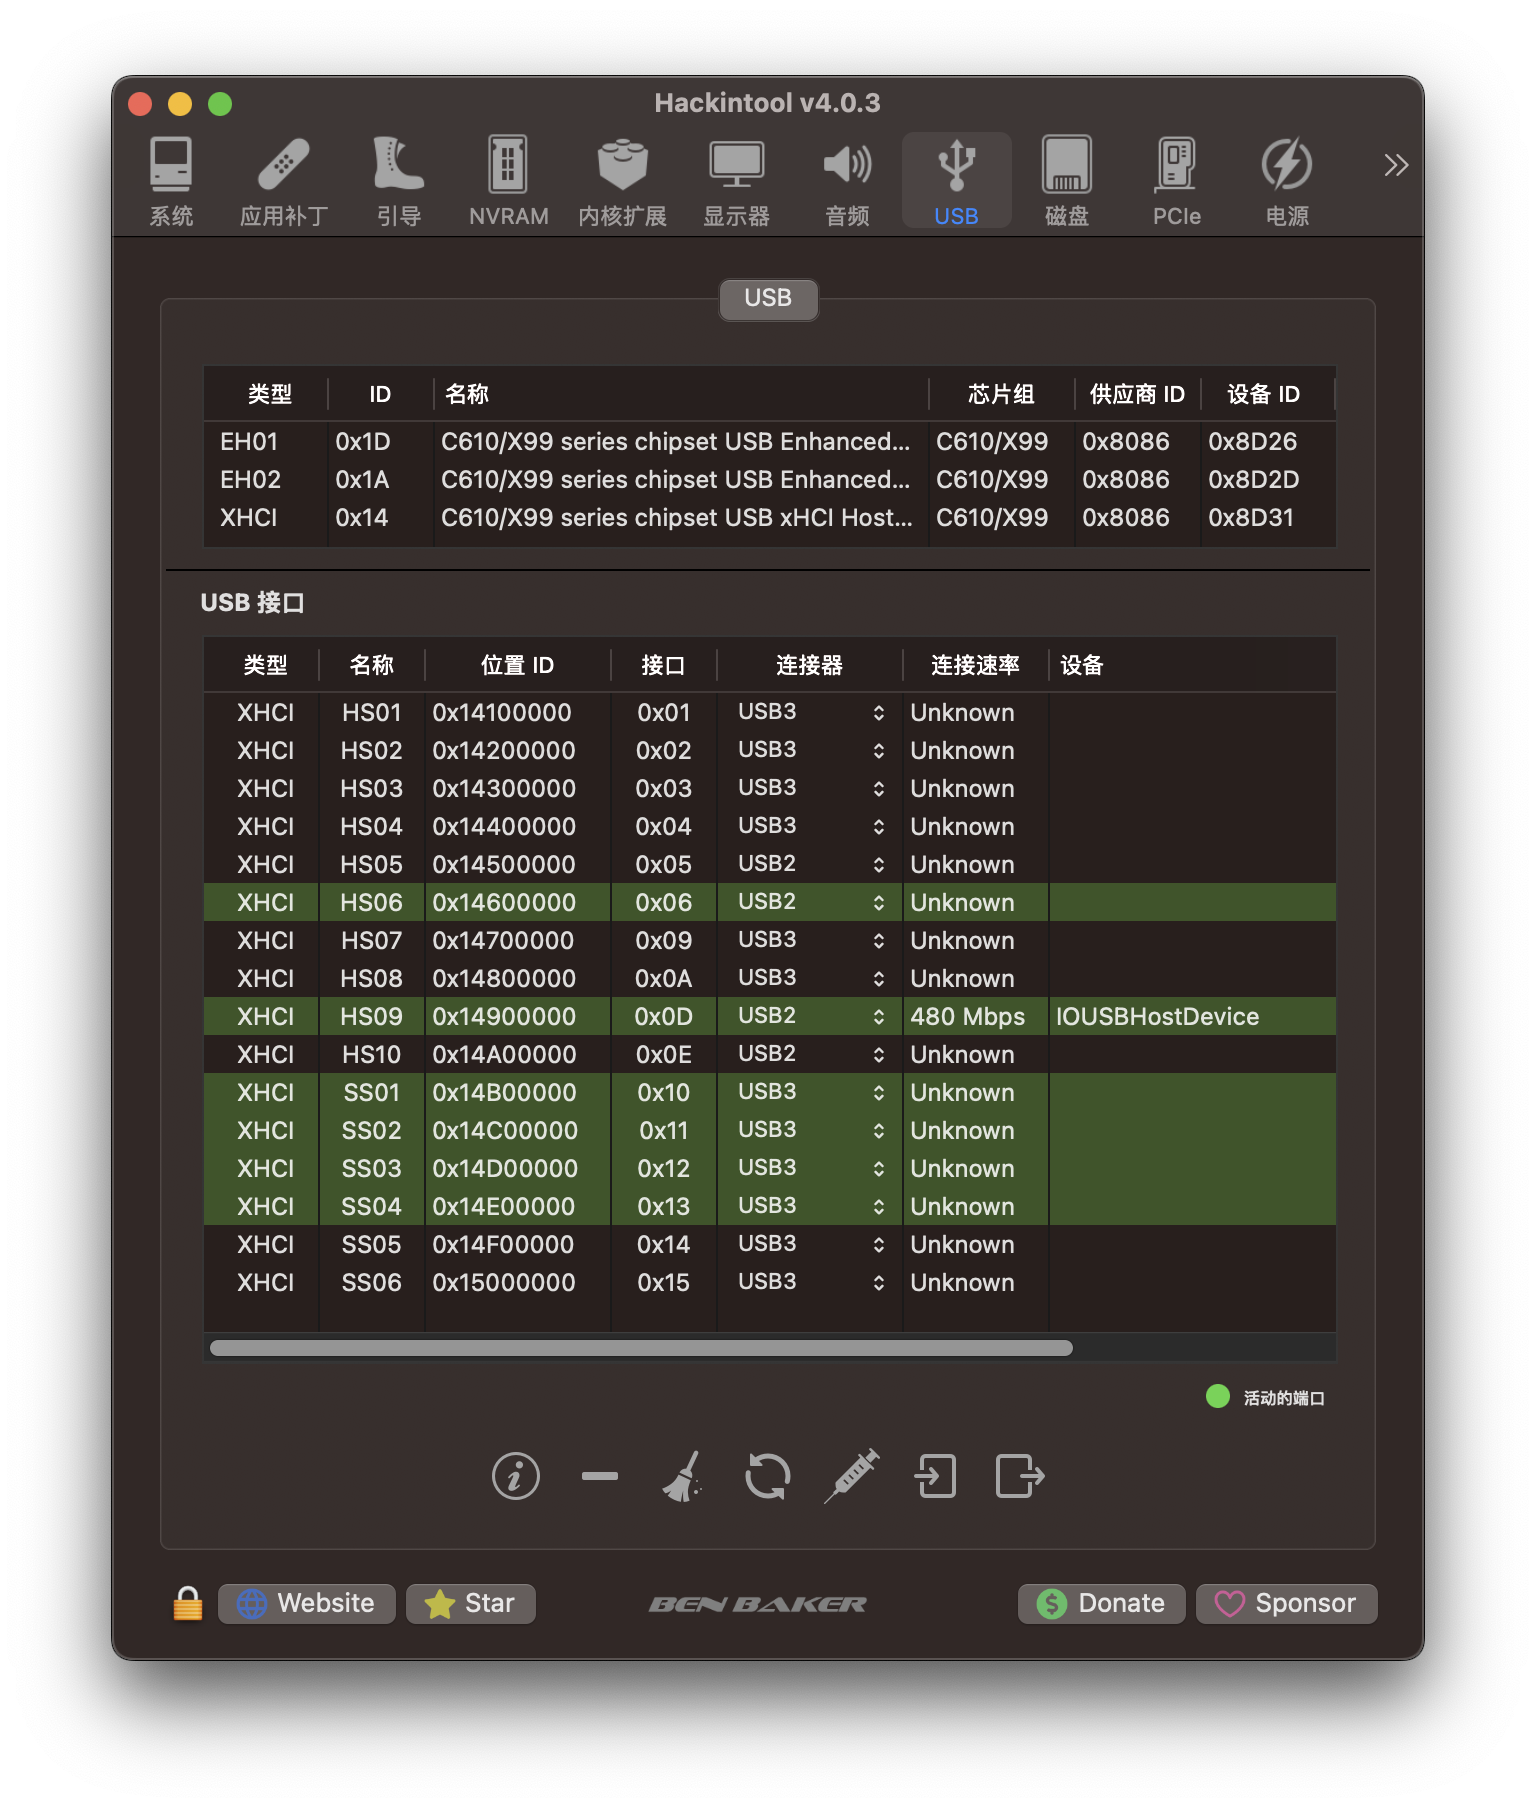 Hackintool v4.0.3
系统 应用补丁 引导 NVRAM 内核扩展 显示器 音频 USB 磁盘 PCIe 电源
USB
类型 ID 名称 芯片组 供应商 ID 设备 ID
EH01 0x1D C610/X99 series chipset USB Enhanced... C610/X99 0x8086 0x8D26
EH02 0x1A C610/X99 series chipset USB Enhanced... C610/X99 0x8086 0x8D2D
XHCI 0x14 C610/X99 series chipset USB xHCI Host... C610/X99 0x8086 0x8D31
USB 接口
类型 名称 位置 ID 接口 连接器 连接速率 设备
XHCI HS01 0x14100000 0x01 USB3 Unknown
XHCI HS02 0x14200000 0x02 USB3 Unknown
XHCI HS03 0x14300000 0x03 USB3 Unknown
XHCI HS04 0x14400000 0x04 USB3 Unknown
XHCI HS05 0x14500000 0x05 USB2 Unknown
XHCI HS06 0x14600000 0x06 USB2 Unknown
XHCI HS07 0x14700000 0x09 USB3 Unknown
XHCI HS08 0x14800000 0x0A USB3 Unknown
XHCI HS09 0x14900000 0x0D USB2 480 Mbps IOUSBHostDevice
XHCI HS10 0x14A00000 0x0E USB2 Unknown
XHCI SS01 0x14B00000 0x10 USB3 Unknown
XHCI SS02 0x14C00000 0x11 USB3 Unknown
XHCI SS03 0x14D00000 0x12 USB3 Unknown
XHCI SS04 0x14E00000 0x13 USB3 Unknown
XHCI SS05 0x14F00000 0x14 USB3 Unknown
XHCI SS06 0x15000000 0x15 USB3 Unknown
活动的端口
Website Star BEN BAKER Donate Sponsor